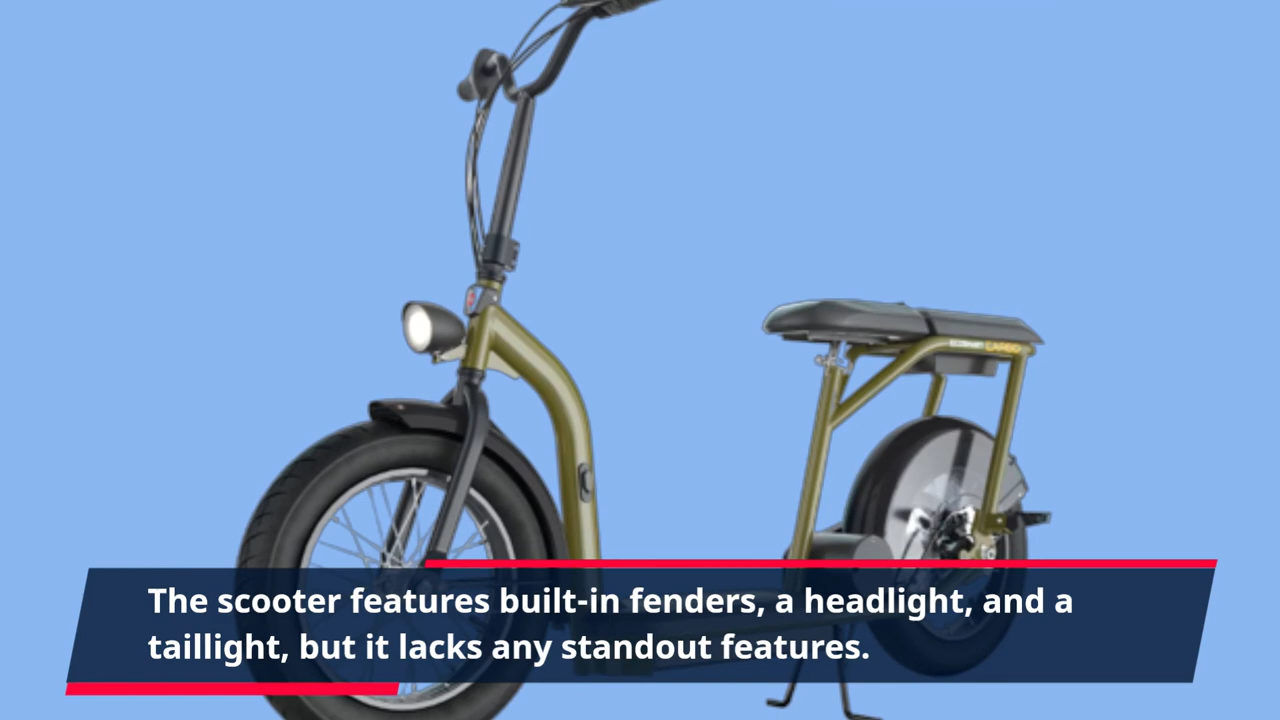 The scooter features built-in fenders, a headlight, and a
taillight, but it lacks any standout features.